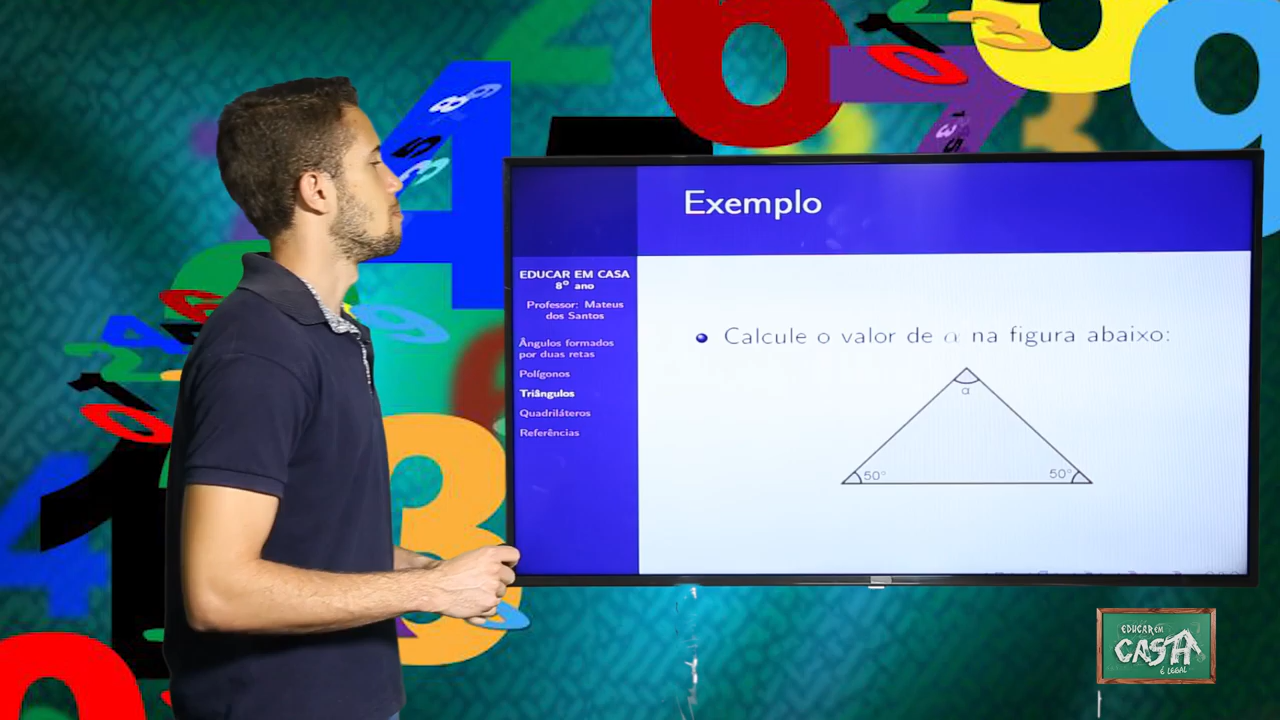 Exemplo
EDUCAR EM CASA
8º ano
Professor: Mateus
dos Santos
Ângulos formados
por duas retas
Polígonos
Triângulos
Quadriláteros
Referências
Calcule o valor de α na figura abaixo:
α
50°
50°
EDUCAR EM
CASA
É LEGAL